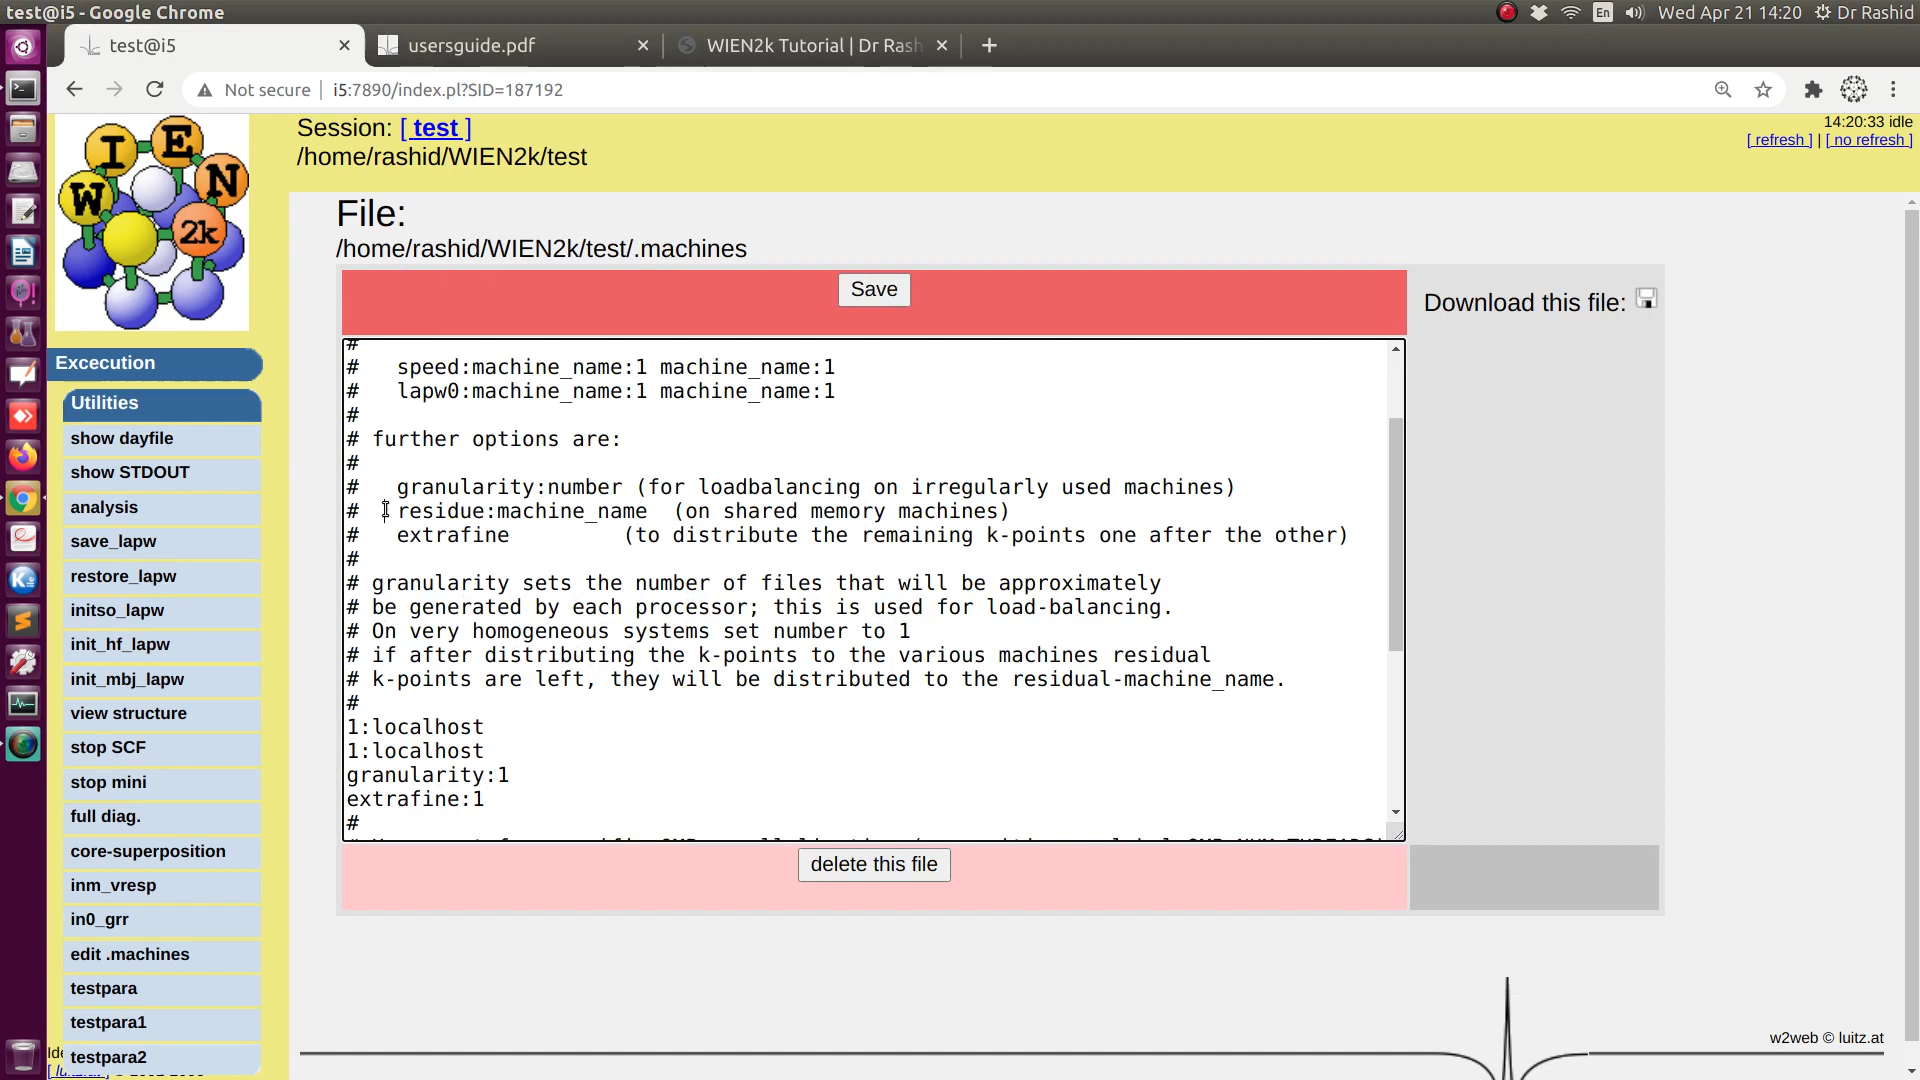 test@i5 - Google Chrome
En
Wed Apr 21 14:20
Dr Rashid
test@i5
usersguide.pdf
WIEN2k Tutorial | Dr Rash
Not secure
i5:7890/index.pl?SID=187192
W I E N 2k
Session: [ test ]
/home/rashid/WIEN2k/test
14:20:33 idle
[ refresh ] | [ no refresh ]
Excecution
Utilities
show dayfile
show STDOUT
analysis
save_lapw
restore_lapw
initso_lapw
init_hf_lapw
init_mbj_lapw
view structure
stop SCF
stop mini
full diag.
core-superposition
inm_vresp
in0_grr
edit .machines
testpara
testpara1
testpara2
File:
/home/rashid/WIEN2k/test/.machines
Save
Download this file:
#
#   speed:machine_name:1 machine_name:1
#   lapw0:machine_name:1 machine_name:1
#
# further options are:
#
#   granularity:number (for loadbalancing on irregularly used machines)
#   residue:machine_name  (on shared memory machines)
#   extrafine         (to distribute the remaining k-points one after the other)
#
# granularity sets the number of files that will be approximately
# be generated by each processor; this is used for load-balancing.
# On very homogeneous systems set number to 1
# if after distributing the k-points to the various machines residual
# k-points are left, they will be distributed to the residual-machine_name.
#
1:localhost
1:localhost
granularity:1
extrafine:1
#
delete this file
w2web © luitz.at